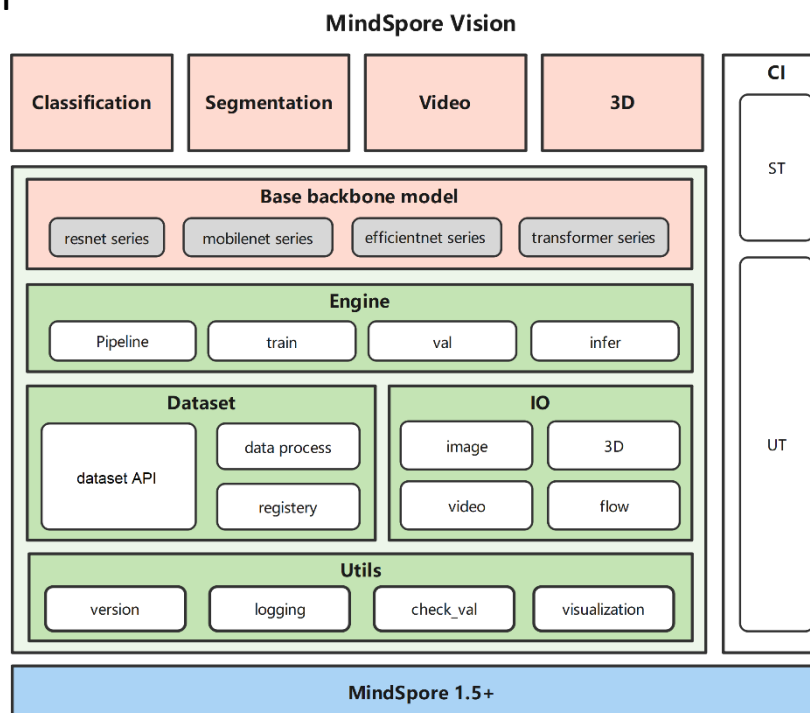 MindSpore Vision
Classification
Segmentation
Video
3D
CI
ST
UT
Base backbone model
resnet series
mobilenet series
efficientnet series
transformer series
Engine
Pipeline
train
val
infer
Dataset
dataset API
data process
registery
IO
image
3D
video
flow
Utils
version
logging
check_val
visualization
MindSpore 1.5+